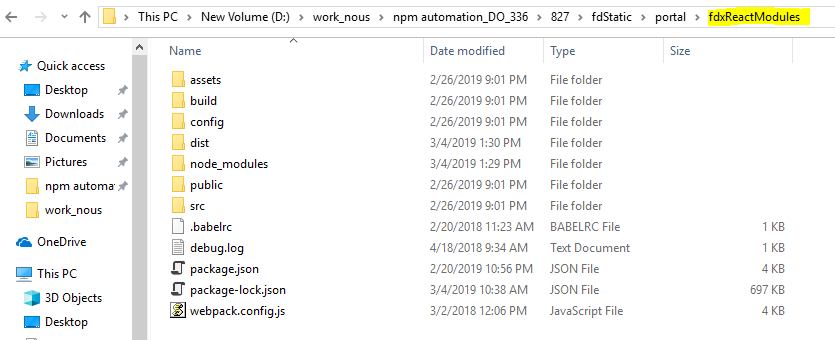 This PC > New Volume (D:) > work_nous > npm automation_DO_336 > 827 > fdStatic > portal > fdxReactModules
Name Date modified Type Size
Quick access
Desktop
Downloads
Documents
Pictures
npm automat
work_nous
OneDrive
This PC
3D Objects
Desktop
assets 2/26/2019 9:01 PM File folder
build 2/26/2019 9:01 PM File folder
config 2/26/2019 9:01 PM File folder
dist 3/4/2019 1:30 PM File folder
node_modules 3/4/2019 1:29 PM File folder
public 2/26/2019 9:01 PM File folder
src 2/26/2019 9:01 PM File folder
.babelrc 2/20/2018 11:23 AM BABELRC File 1 KB
debug.log 4/18/2018 9:34 AM Text Document 1 KB
package.json 2/20/2019 10:56 PM JSON File 4 KB
package-lock.json 3/4/2019 10:38 AM JSON File 697 KB
webpack.config.js 3/2/2018 12:06 PM JavaScript File 4 KB